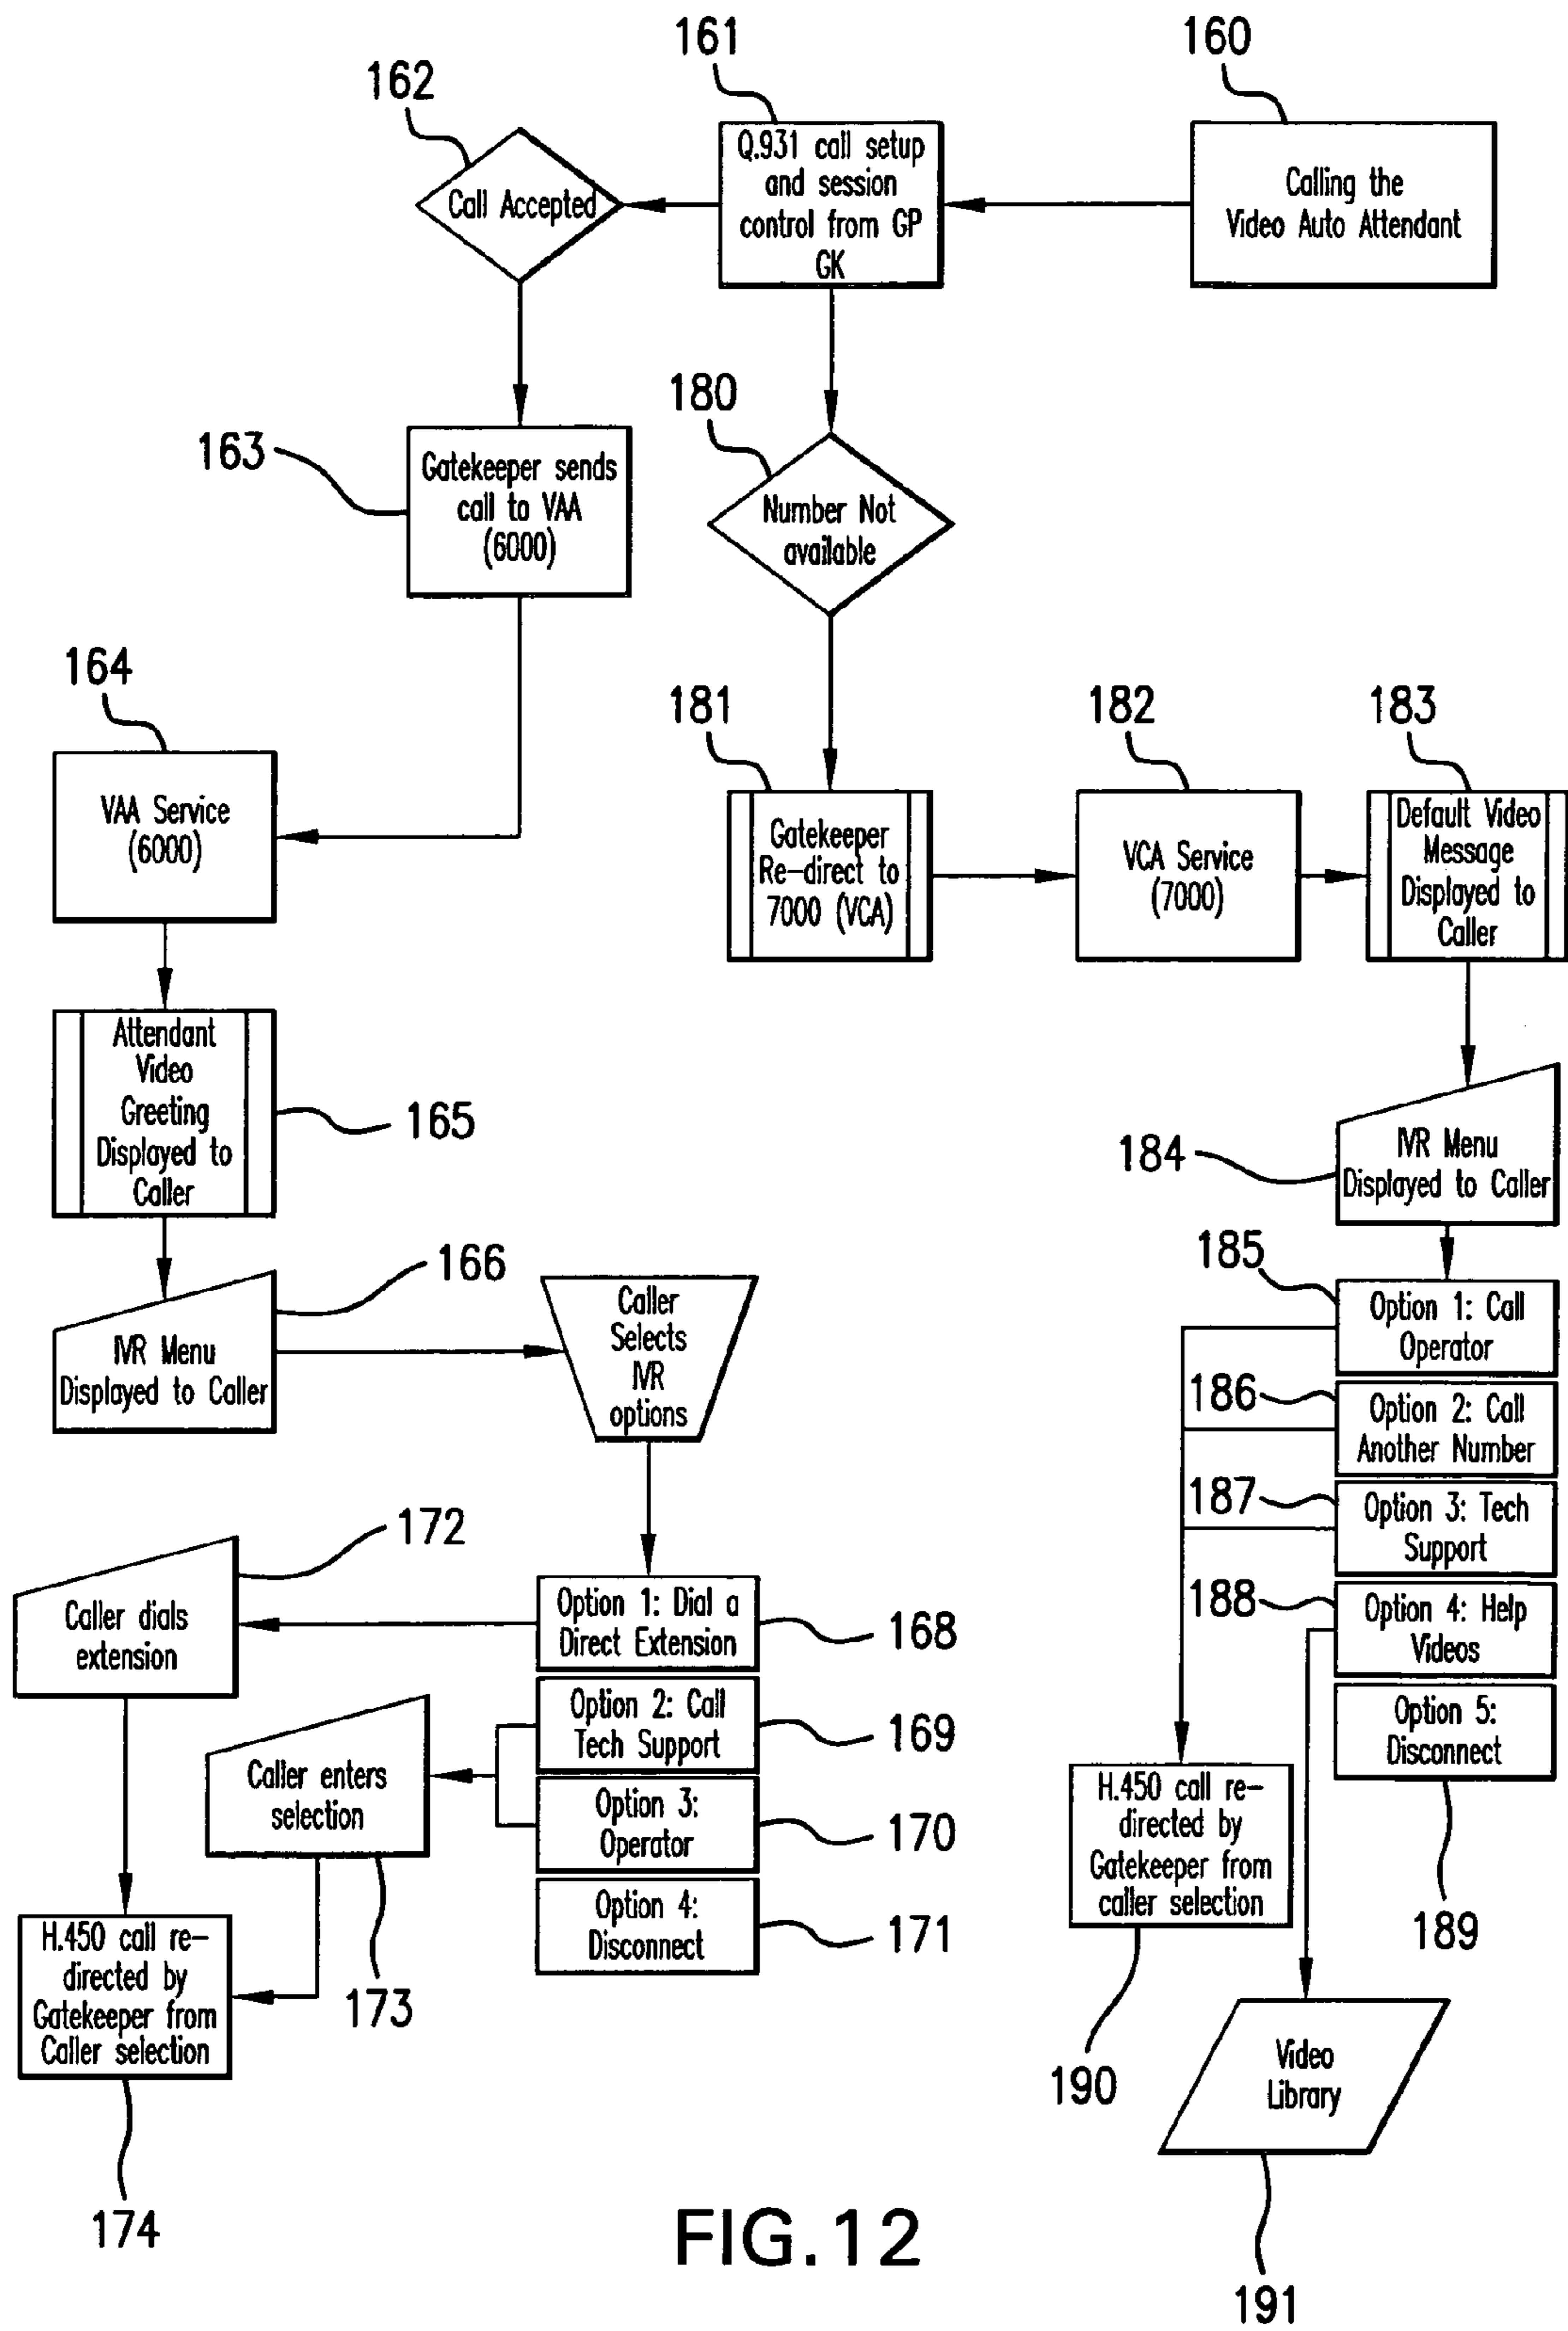 161
160
162
Q.931 call setup
and session
control from GP
GK
Calling the
Video Auto Attendant
Call Accepted
180
163
Gatekeeper sends
call to VAA
(6000)
Number Not
available
164
181
182
183
VAA Service
(6000)
Gatekeeper
Re-direct to
7000 (VCA)
VCA Service
(7000)
Default Video
Message
Displayed to
Caller
Attendant
Video
Greeting
Displayed to
Caller
165
184
IVR Menu
Displayed to Caller
166
IVR Menu
Displayed to Caller
Caller
Selects
IVR
options
185
Option 1: Call
Operator
186
Option 2: Call
Another Number
187
Option 3: Tech
Support
188
Option 4: Help
Videos
Option 5:
Disconnect
189
172
Caller dials
extension
Option 1: Dial a
Direct Extension
168
Option 2: Call
Tech Support
169
Caller enters
selection
Option 3:
Operator
170
Option 4:
Disconnect
171
173
H.450 call re-
directed by
Gatekeeper from
Caller selection
174
H.450 call re-
directed by
Gatekeeper from
caller selection
190
Video
Library
191
FIG.12